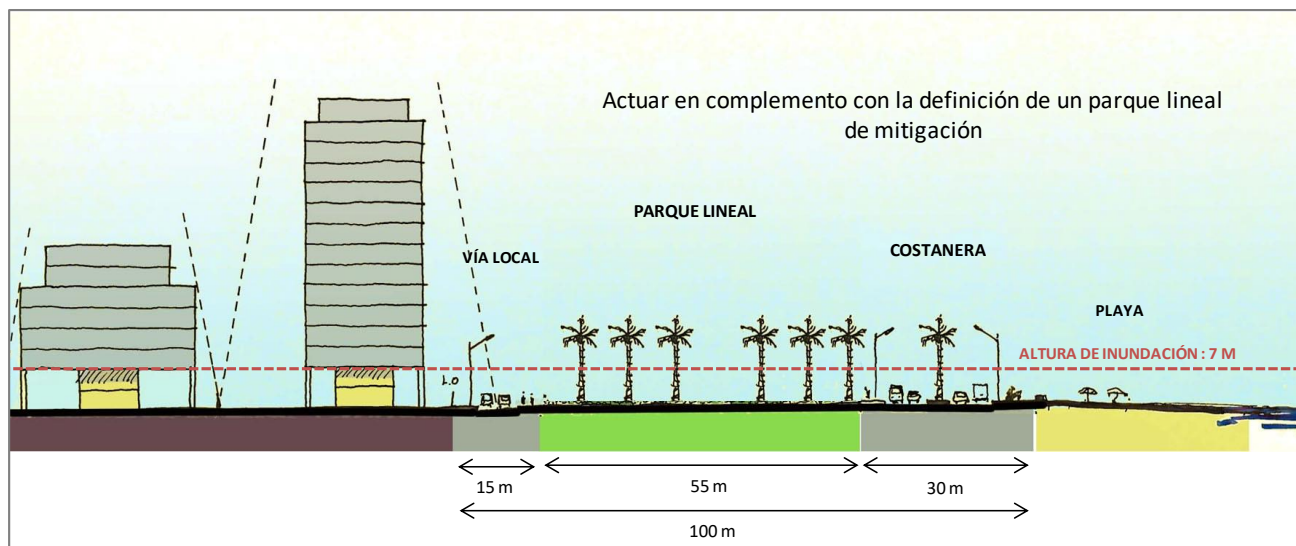 Actuar en complemento con la definición de un parque lineal
de mitigación
PARQUE LINEAL
VÍA LOCAL
COSTANERA
PLAYA
ALTURA DE INUNDACIÓN : 7 M
L.O
15 m
55 m
30 m
100 m